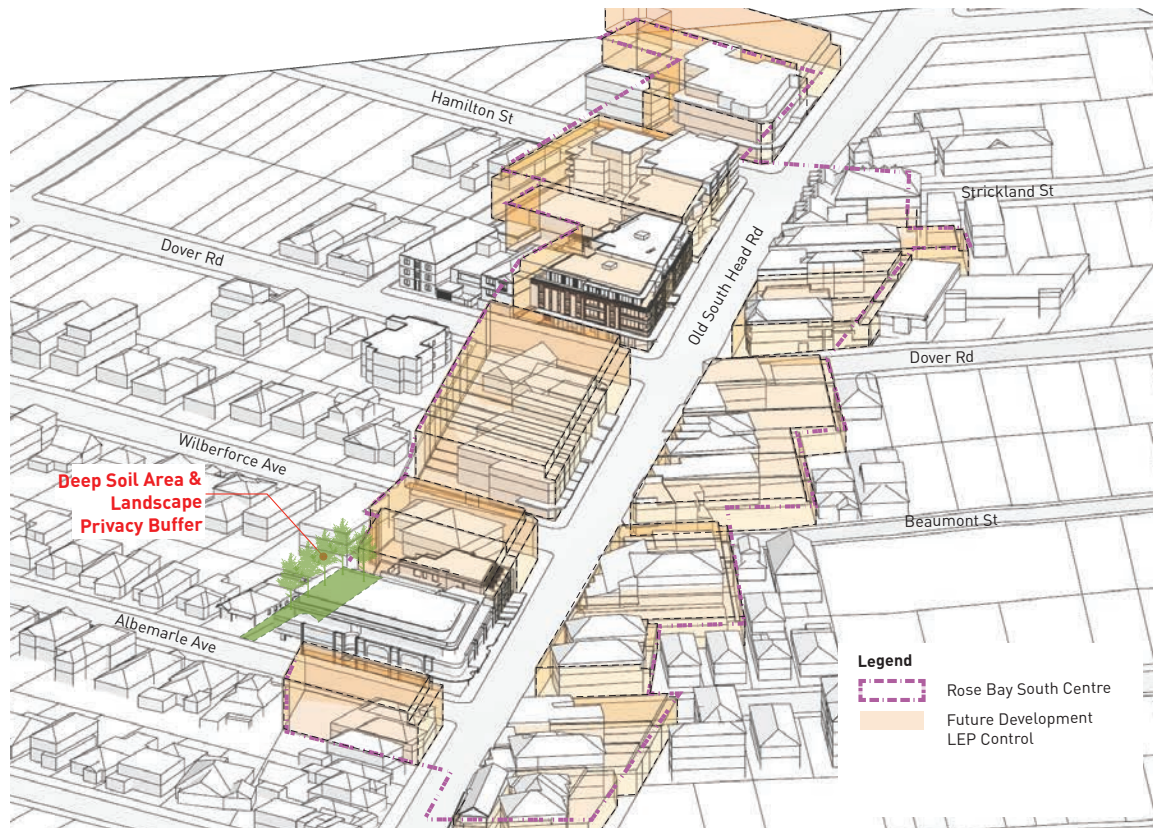 Hamilton St
Strickland St
Dover Rd
Old South Head Rd
Dover Rd
Wilberforce Ave
Deep Soil Area &
Landscape
Privacy Buffer
Beaumont St
Albemarle Ave
Legend
Rose Bay South Centre
Future Development
LEP Control